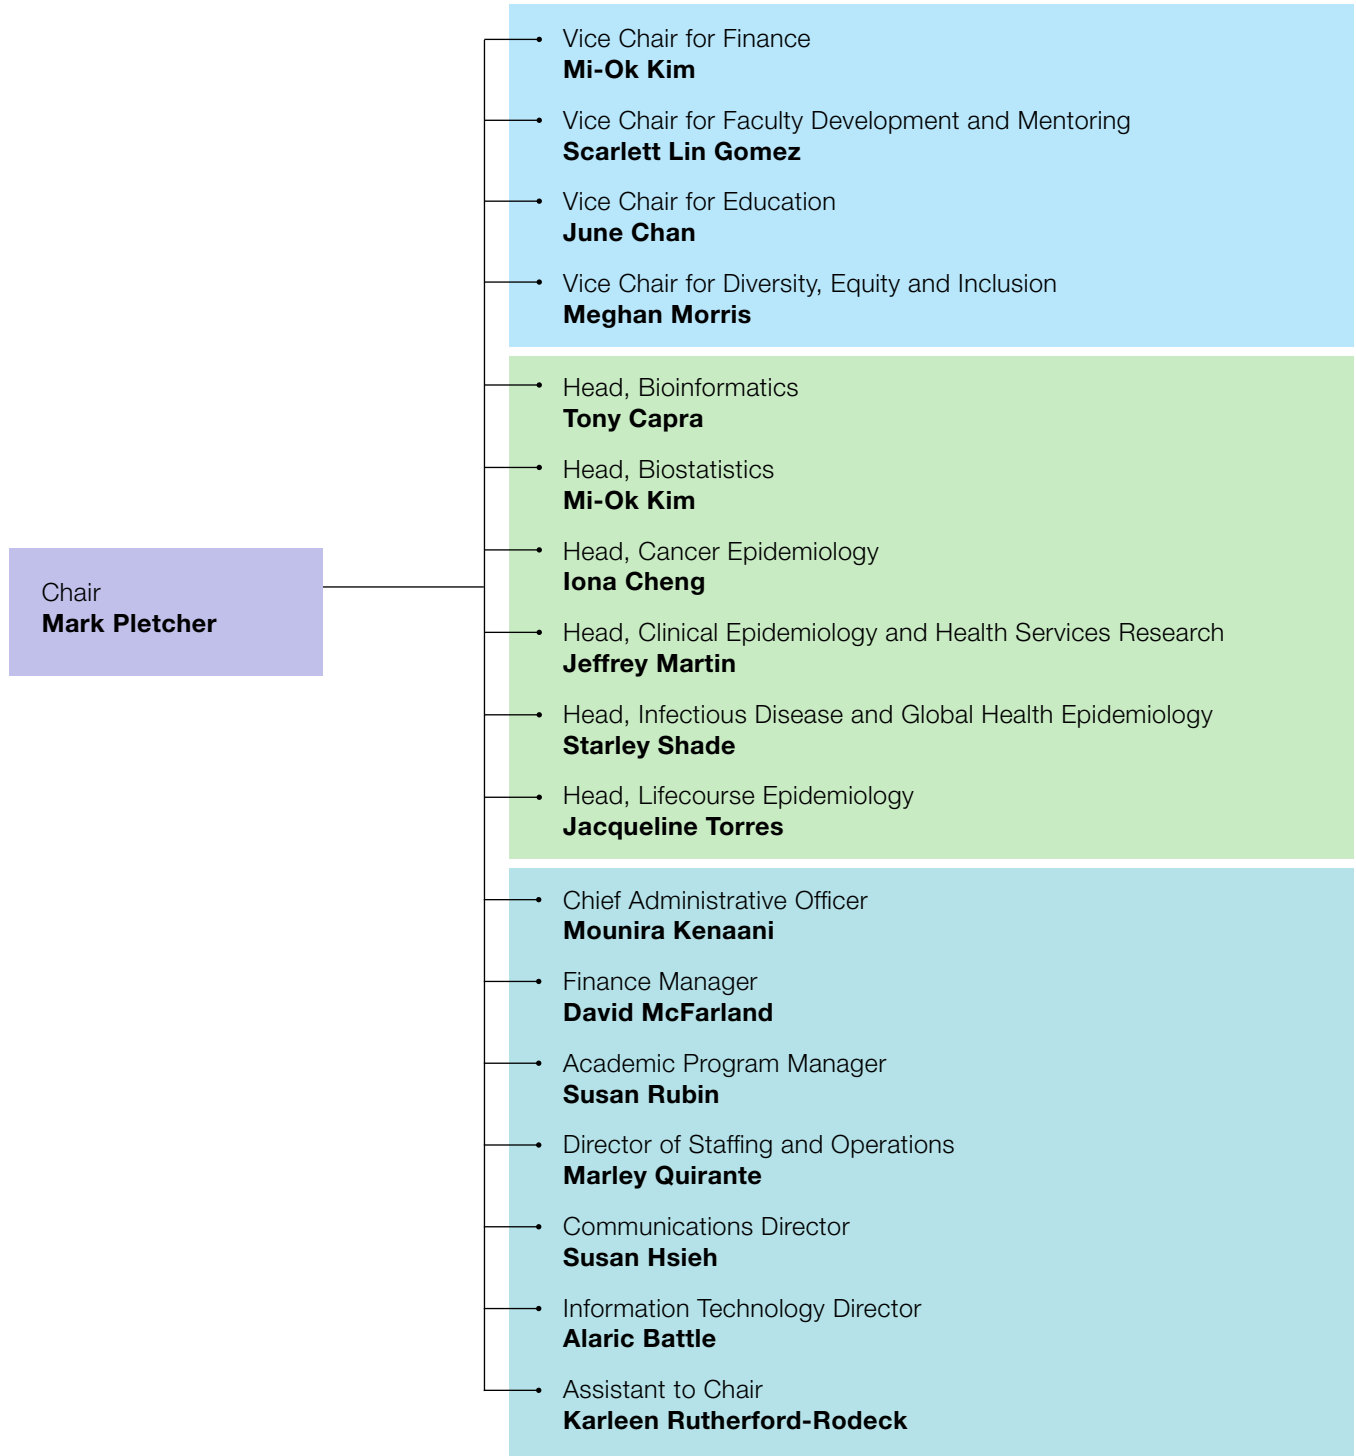 Vice Chair for Finance
Mi-Ok Kim
Vice Chair for Faculty Development and Mentoring
Scarlett Lin Gomez
Vice Chair for Education
June Chan
Vice Chair for Diversity, Equity and Inclusion
Meghan Morris
Head, Bioinformatics
Tony Capra
Head, Biostatistics
Mi-Ok Kim
Head, Cancer Epidemiology
Iona Cheng
Chair
Mark Pletcher
Head, Clinical Epidemiology and Health Services Research
Jeffrey Martin
Head, Infectious Disease and Global Health Epidemiology
Starley Shade
Head, Lifecourse Epidemiology
Jacqueline Torres
Chief Administrative Officer
Mounira Kenaani
Finance Manager
David McFarland
Academic Program Manager
Susan Rubin
Director of Staffing and Operations
Marley Quirante
Communications Director
Susan Hsieh
Information Technology Director
Alaric Battle
Assistant to Chair
Karleen Rutherford-Rodeck